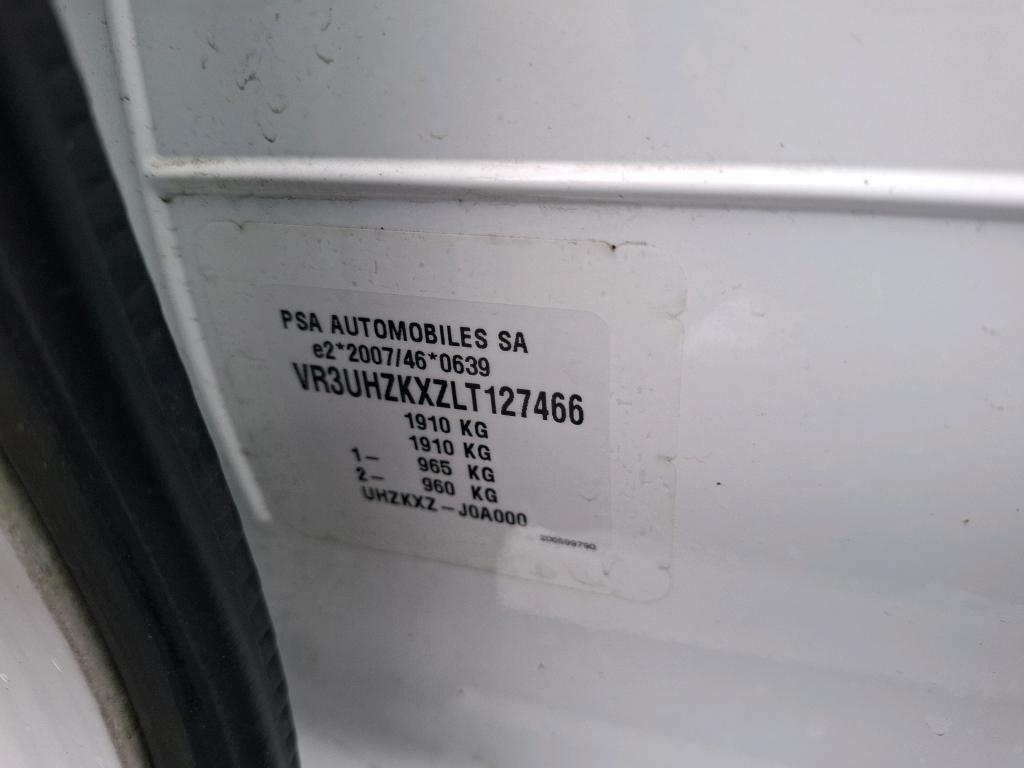 PSA AUTOMOBILES SA
e2*2007/46*0639
VR3UHZKXZLT127466
1910 KG
1910 KG
1- 965 KG
2- 960 KG
UHZKXZ-J0A000
200599790